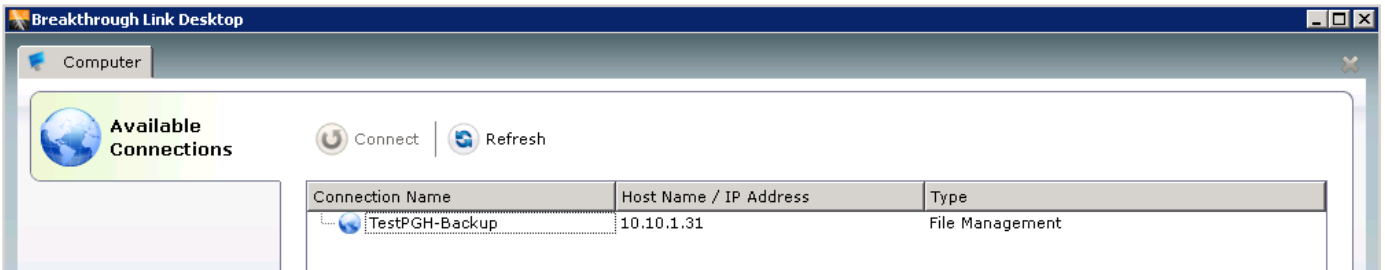 Breakthrough Link Desktop
Computer
Available
Connections
Connect
Refresh
Connection Name Host Name / IP Address Type
TestPGH-Backup 10.10.1.31 File Management